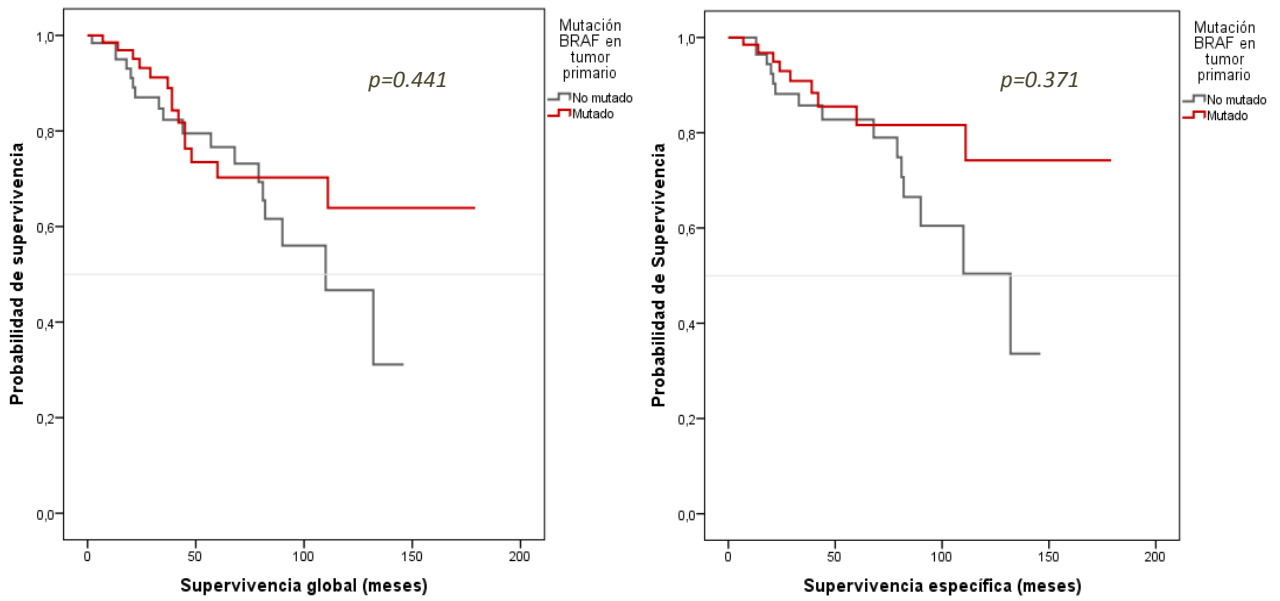 Mutación
BRAF en
tumor
primario
No mutado
Mutado
p=0.441
1,0
0,8
0,6
0,4
0,2
0,0
Probabilidad de supervivencia
0
50
100
150
200
Supervivencia global (meses)
Mutación
BRAF en
tumor
primario
No mutado
Mutado
p=0.371
1,0
0,8
0,6
0,4
0,2
0,0
Probabilidad de Supervivencia
0
50
100
150
200
Supervivencia específica (meses)